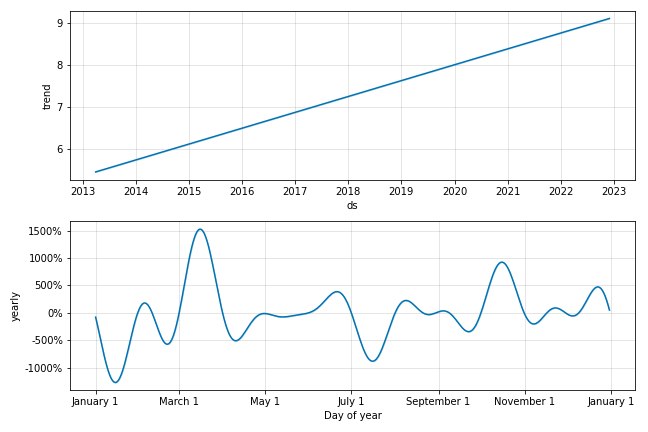 9
8
7
6
trend
2013 2014 2015 2016 2017 2018 2019 2020 2021 2022 2023
ds
1500%
1000%
500%
0%
-500%
-1000%
yearly
January 1 March 1 May 1 July 1 September 1 November 1 January 1
Day of year